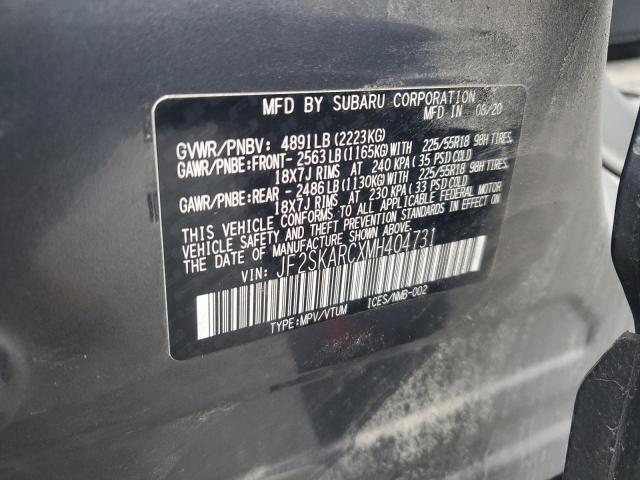 MFD BY SUBARU CORPORATION
MFD IN 08/20
GVWR/PNBV: 4891LB(2223KG)
GAWR/PNBE:FRONT- 2563LB(1165KG)WITH 225/55R18 98H TIRES.
18X7J RIMS AT 240 KPA(35 PSI)COLD
GAWR/PNBE:REAR - 2486LB(1130KG)WITH 225/55R18 98H TIRES.
18X7J RIMS AT 230 KPA(33 PSI)COLD
THIS VEHICLE CONFORMS TO ALL APPLICABLE FEDERAL MOTOR
VEHICLE SAFETY AND THEFT PREVENTION STANDARDS IN EFFECT
ON THE DATE OF MANUFACTURE SHOWN ABOVE.
VIN: JF2SKARCXMH404731
TYPE:MPV/VTUM ICES/NMB-002